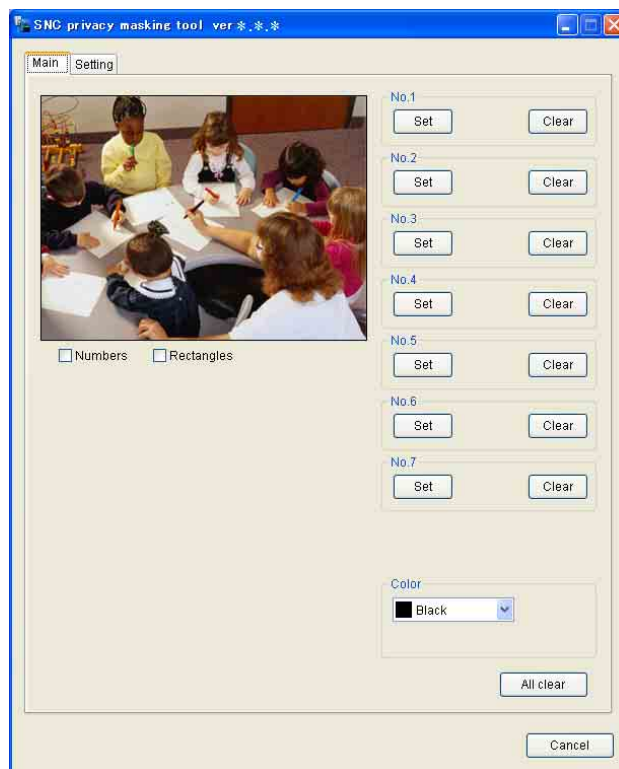 SNC privacy masking tool ver *.*.*
Main Setting
No.1
Set Clear
No.2
Set Clear
No.3
Set Clear
No.4
Set Clear
No.5
Set Clear
No.6
Set Clear
No.7
Set Clear
Numbers Rectangles
Color
Black
All clear
Cancel